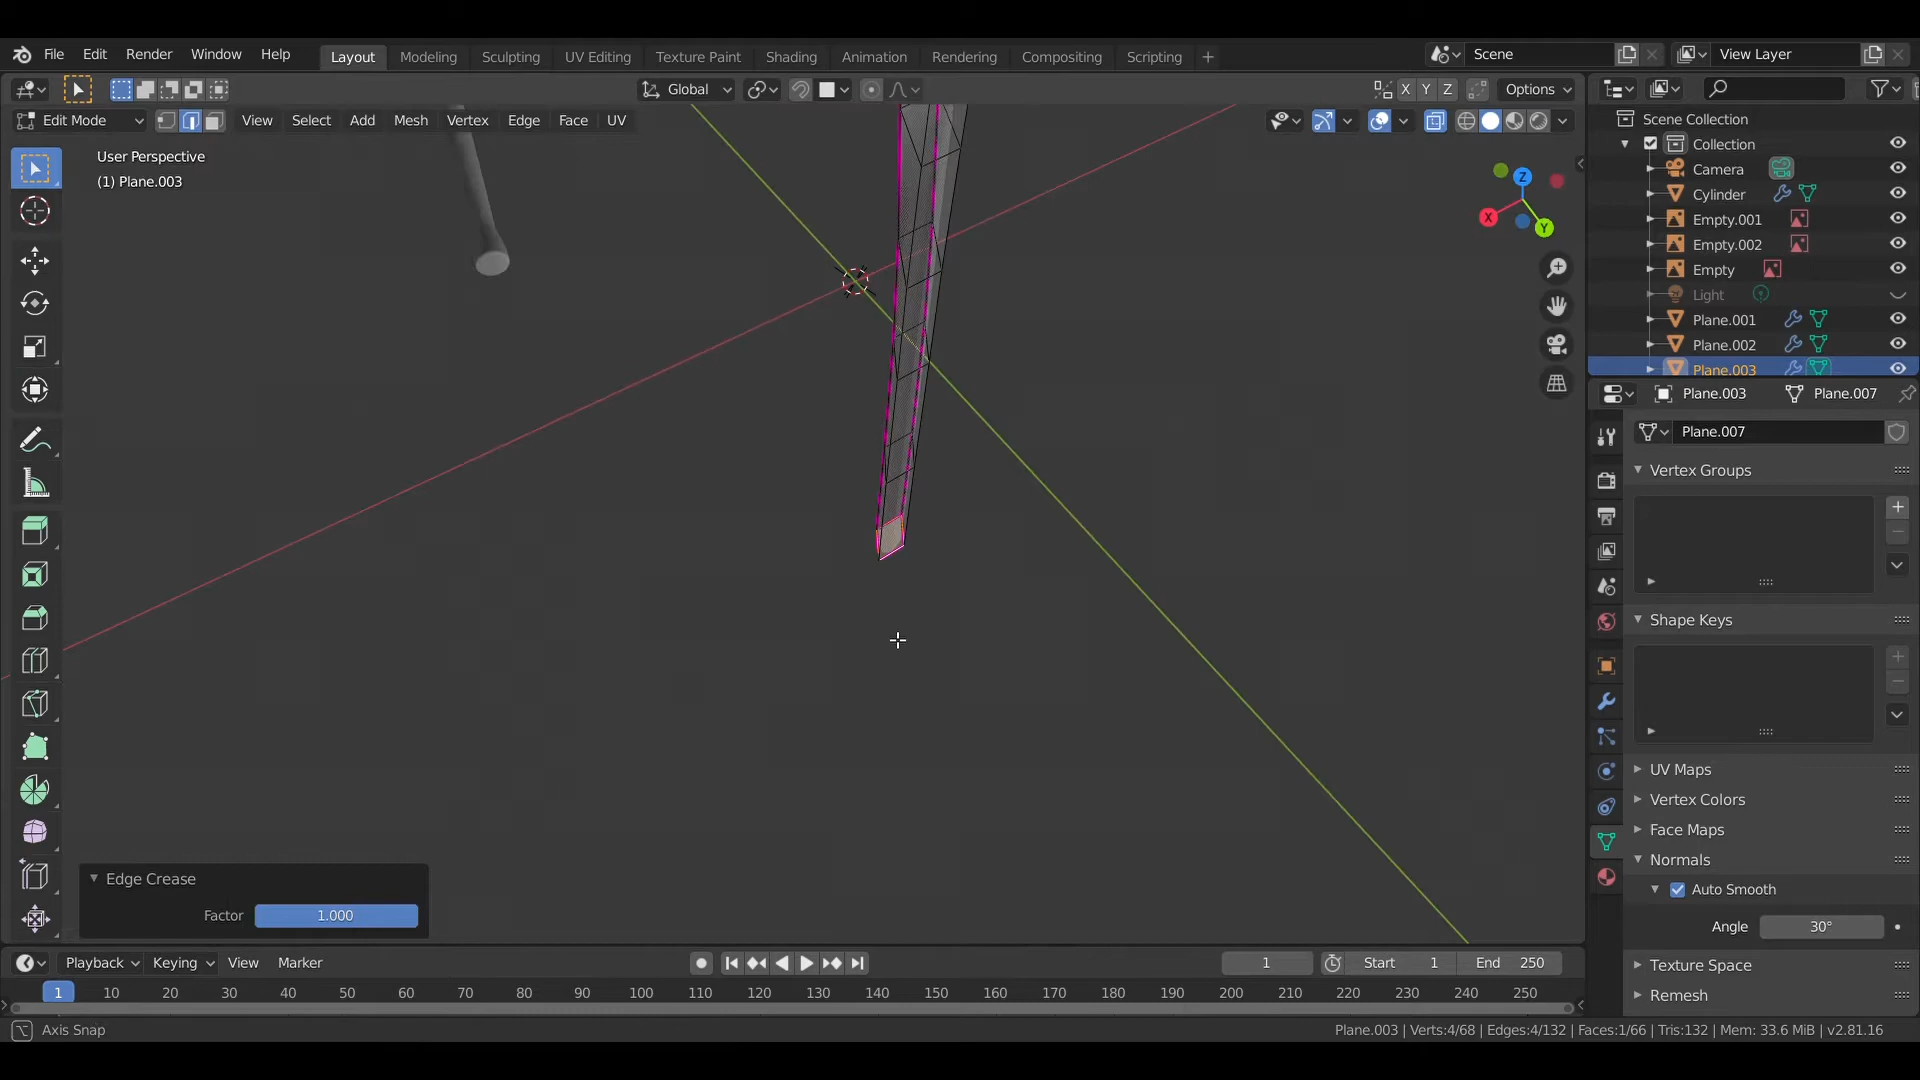 File Edit Render Window Help Layout Modeling Sculpting UV Editing Texture Paint Shading Animation Rendering Compositing Scripting + Scene View Layer
Global X Y Z Options
Edit Mode View Select Add Mesh Vertex Edge Face UV
User Perspective
(1) Plane.003
Z
X
Y
Scene Collection
Collection
Camera
Cylinder
Empty.001
Empty.002
Empty
Light
Plane.001
Plane.002
Plane.003
Plane.003 Plane.007
Plane.007
Vertex Groups
Shape Keys
UV Maps
Vertex Colors
Face Maps
Normals
Auto Smooth
Angle 30°
Texture Space
Remesh
Edge Crease
Factor 1.000
Playback Keying View Marker 1 Start 1 End 250
1 10 20 30 40 50 60 70 80 90 100 110 120 130 140 150 160 170 180 190 200 210 220 230 240 250
Axis Snap Plane.003 | Verts:4/68 | Edges:4/132 | Faces:1/66 | Tris:132 | Mem: 33.6 MiB | v2.81.16